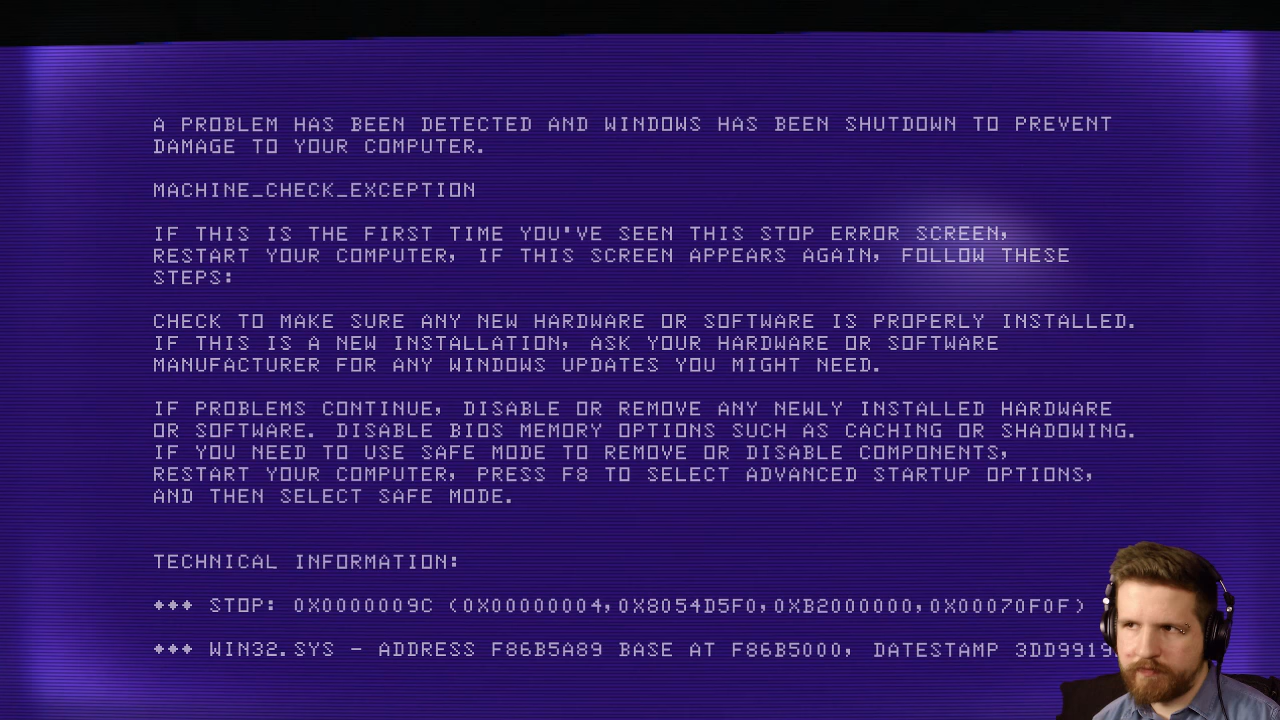 A PROBLEM HAS BEEN DETECTED AND WINDOWS HAS BEEN SHUTDOWN TO PREVENT
DAMAGE TO YOUR COMPUTER.
MACHINE_CHECK_EXCEPTION
IF THIS IS THE FIRST TIME YOU'VE SEEN THIS STOP ERROR SCREEN,
RESTART YOUR COMPUTER, IF THIS SCREEN APPEARS AGAIN, FOLLOW THESE
STEPS:
CHECK TO MAKE SURE ANY NEW HARDWARE OR SOFTWARE IS PROPERLY INSTALLED.
IF THIS IS A NEW INSTALLATION, ASK YOUR HARDWARE OR SOFTWARE
MANUFACTURER FOR ANY WINDOWS UPDATES YOU MIGHT NEED.
IF PROBLEMS CONTINUE, DISABLE OR REMOVE ANY NEWLY INSTALLED HARDWARE
OR SOFTWARE. DISABLE BIOS MEMORY OPTIONS SUCH AS CACHING OR SHADOWING.
IF YOU NEED TO USE SAFE MODE TO REMOVE OR DISABLE COMPONENTS,
RESTART YOUR COMPUTER, PRESS F8 TO SELECT ADVANCED STARTUP OPTIONS,
AND THEN SELECT SAFE MODE.
TECHNICAL INFORMATION:
*** STOP: 0X0000009C (0X00000004,0X8054D5F0,0XB2000000,0X00070F0F)
*** WIN32.SYS - ADDRESS F86B5A89 BASE AT F86B5000, DATESTAMP